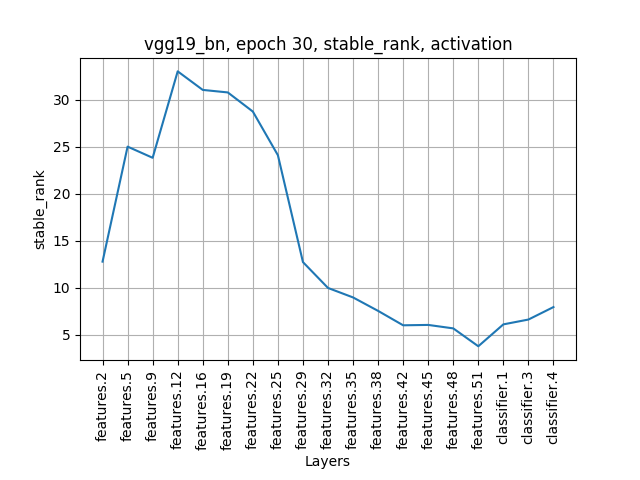 vgg19_bn, epoch 30, stable_rank, activation
30
25
20
15
10
5
stable_rank
features.2
features.5
features.9
features.12
features.16
features.19
features.22
features.25
features.29
features.32
features.35
features.38
features.42
features.45
features.48
features.51
classifier.1
classifier.3
classifier.4
Layers